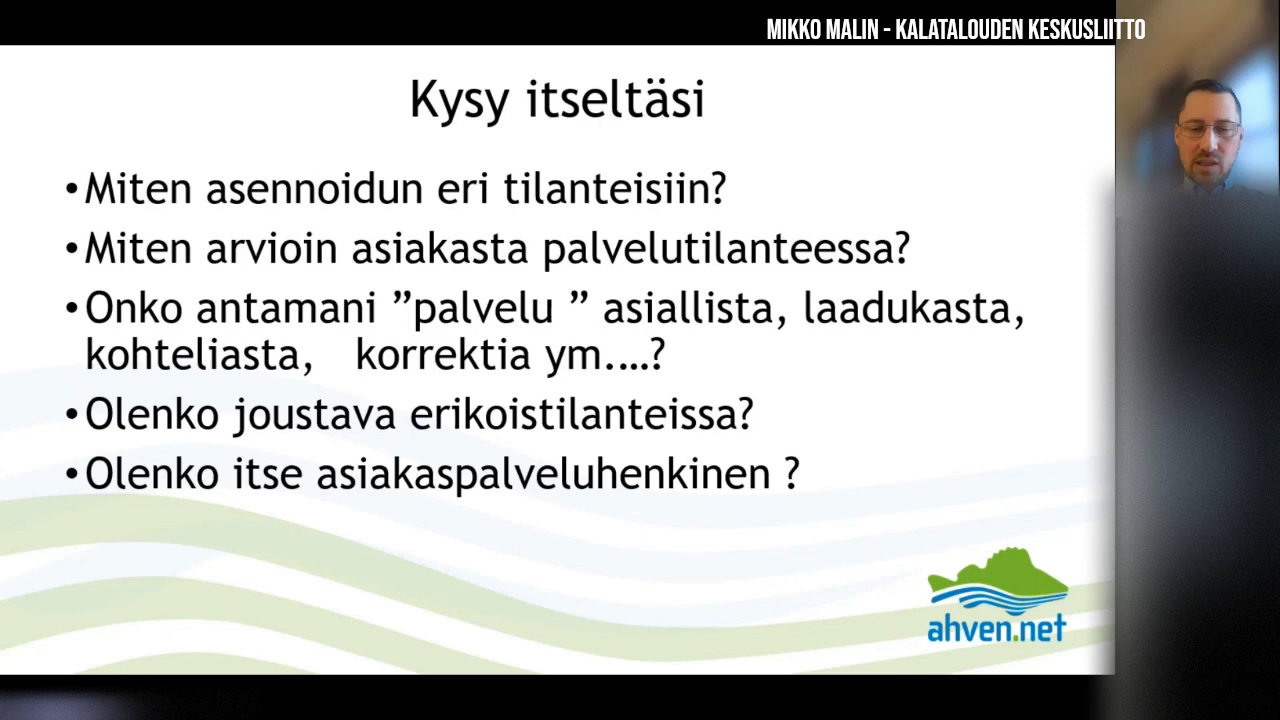 MIKKO MALIN - KALATALOUDEN KESKUSLIITTO
Kysy itseltäsi
•Miten asennoidun eri tilanteisiin?
•Miten arvioin asiakasta palvelutilanteessa?
•Onko antamani ”palvelu ” asiallista, laadukasta,
kohteliasta, korrektia ym.…?
•Olenko joustava erikoistilanteissa?
•Olenko itse asiakaspalveluhenkinen ?
ahven.net